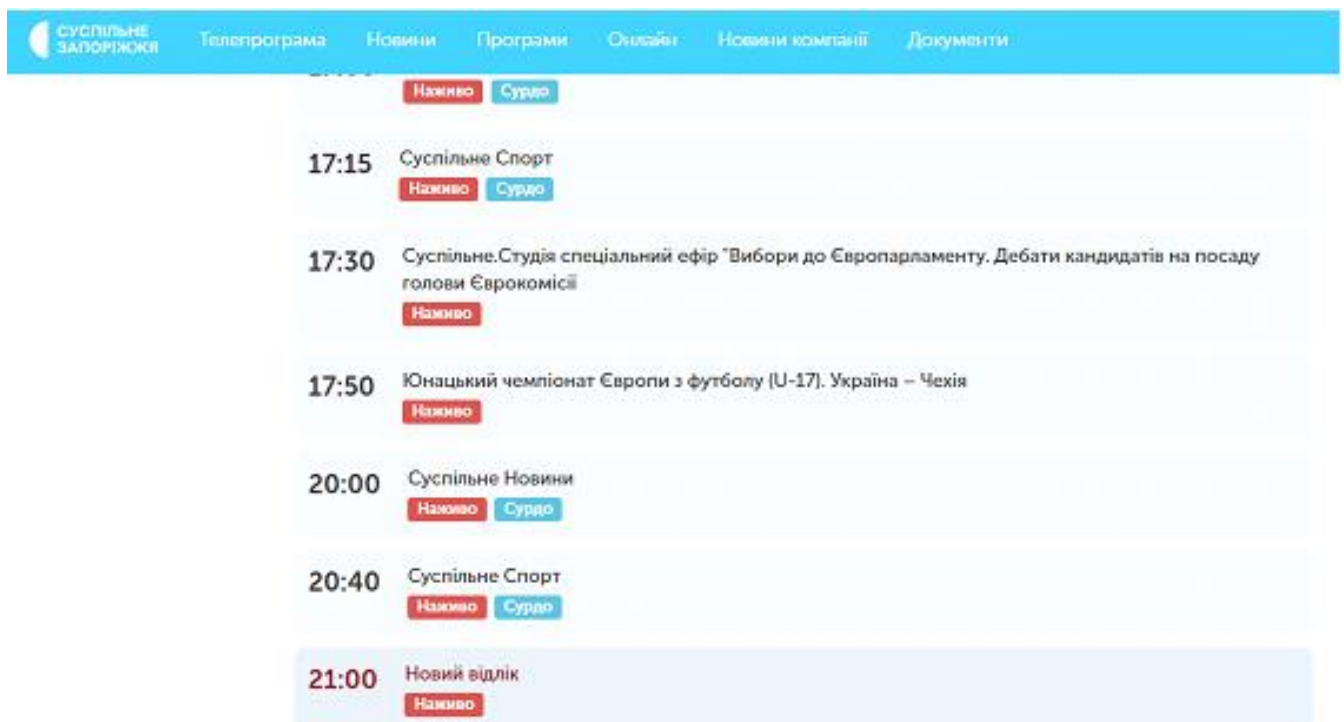 СУСПІЛЬНЕ
ЗАПОРІЖЖЯ
Телепрограма Новини Програми Онлайн Новини компанії Документи
Наживо Сурдо
17:15 Суспільне Спорт
Наживо Сурдо
17:30 Суспільне.Студія спеціальний ефір "Вибори до Європарламенту. Дебати кандидатів на посаду
голови Єврокомісії
Наживо
17:50 Юнацький чемпіонат Європи з футболу (U-17). Україна – Чехія
Наживо
20:00 Суспільне Новини
Наживо Сурдо
20:40 Суспільне Спорт
Наживо Сурдо
21:00 Новий відлік
Наживо